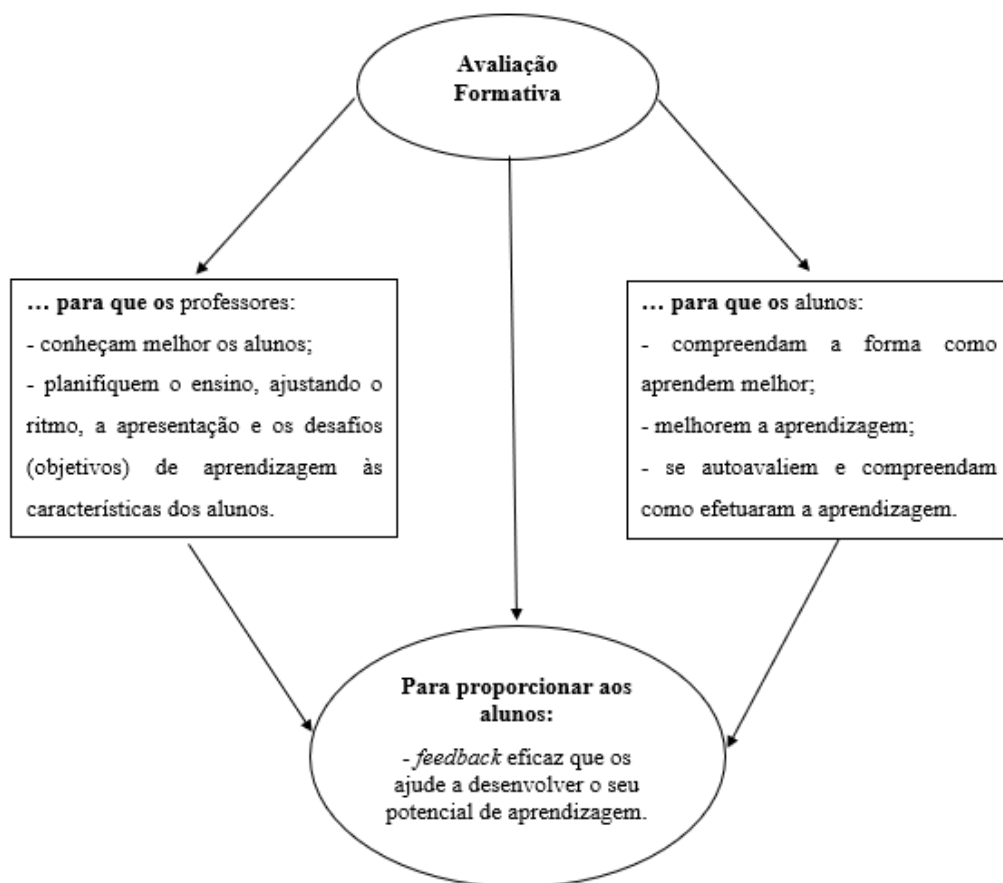 Avaliação
Formativa
… para que os professores:
- conheçam melhor os alunos;
- planifiquem o ensino, ajustando o
ritmo, a apresentação e os desafios
(objetivos) de aprendizagem às
características dos alunos.
… para que os alunos:
- compreendam a forma como
aprendem melhor;
- melhorem a aprendizagem;
- se autoavaliem e compreendam
como efetuaram a aprendizagem.
Para proporcionar aos
alunos:
- feedback eficaz que os
ajude a desenvolver o seu
potencial de aprendizagem.